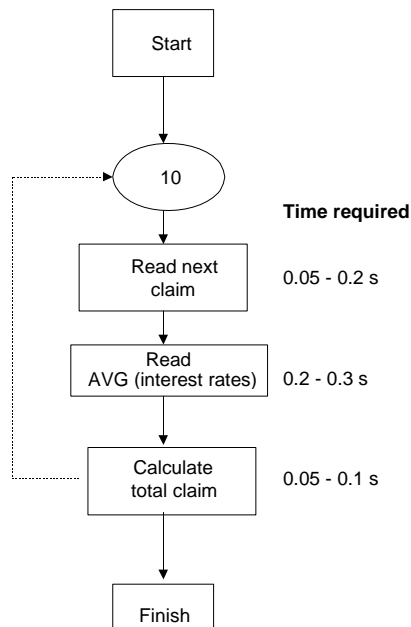 Start
10
Time required
Read next
claim
0.05 - 0.2 s
Read
AVG (interest rates)
0.2 - 0.3 s
Calculate
total claim
0.05 - 0.1 s
Finish